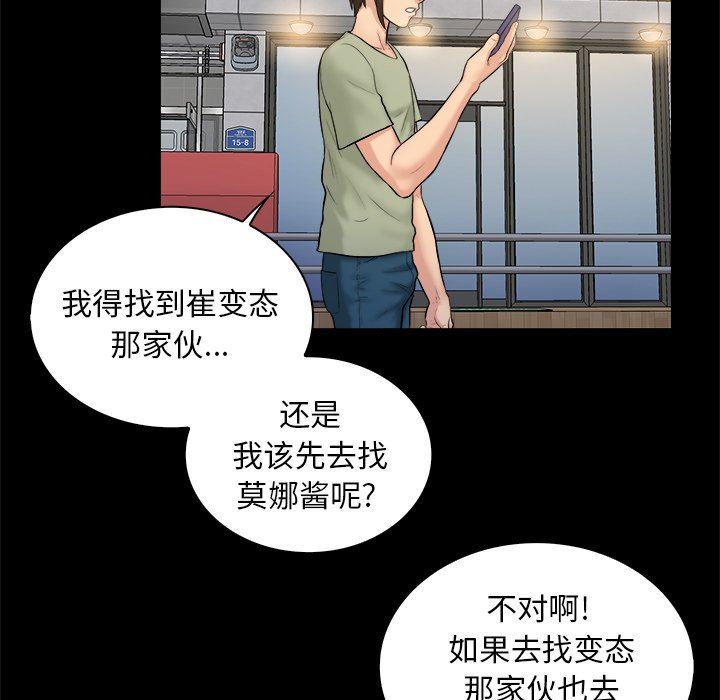 15-8
我得找到崔变态
那家伙...
还是
我该先去找
莫娜酱呢?
不对啊!
如果去找变态
那家伙也去